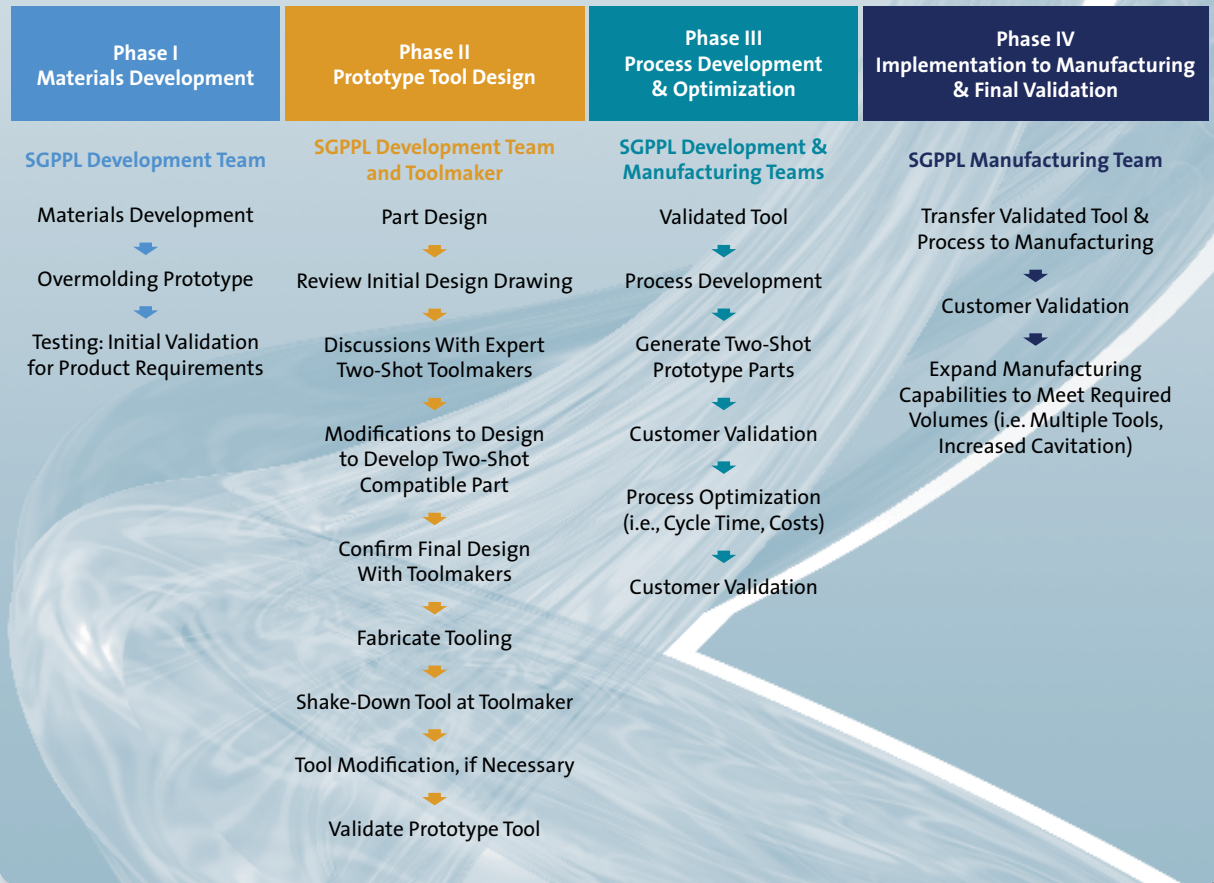 Phase I
Materials Development
SGPPL Development Team
Materials Development
Overmolding Prototype
Testing: Initial Validation
for Product Requirements
Phase II
Prototype Tool Design
SGPPL Development Team
and Toolmaker
Part Design
Review Initial Design Drawing
Discussions With Expert
Two-Shot Toolmakers
Modifications to Design
to Develop Two-Shot
Compatible Part
Confirm Final Design
With Toolmakers
Fabricate Tooling
Shake-Down Tool at Toolmaker
Tool Modification, if Necessary
Validate Prototype Tool
Phase III
Process Development
& Optimization
SGPPL Development &
Manufacturing Teams
Validated Tool
Process Development
Generate Two-Shot
Prototype Parts
Customer Validation
Process Optimization
(i.e., Cycle Time, Costs)
Customer Validation
Phase IV
Implementation to Manufacturing
& Final Validation
SGPPL Manufacturing Team
Transfer Validated Tool &
Process to Manufacturing
Customer Validation
Expand Manufacturing
Capabilities to Meet Required
Volumes (i.e. Multiple Tools,
Increased Cavitation)